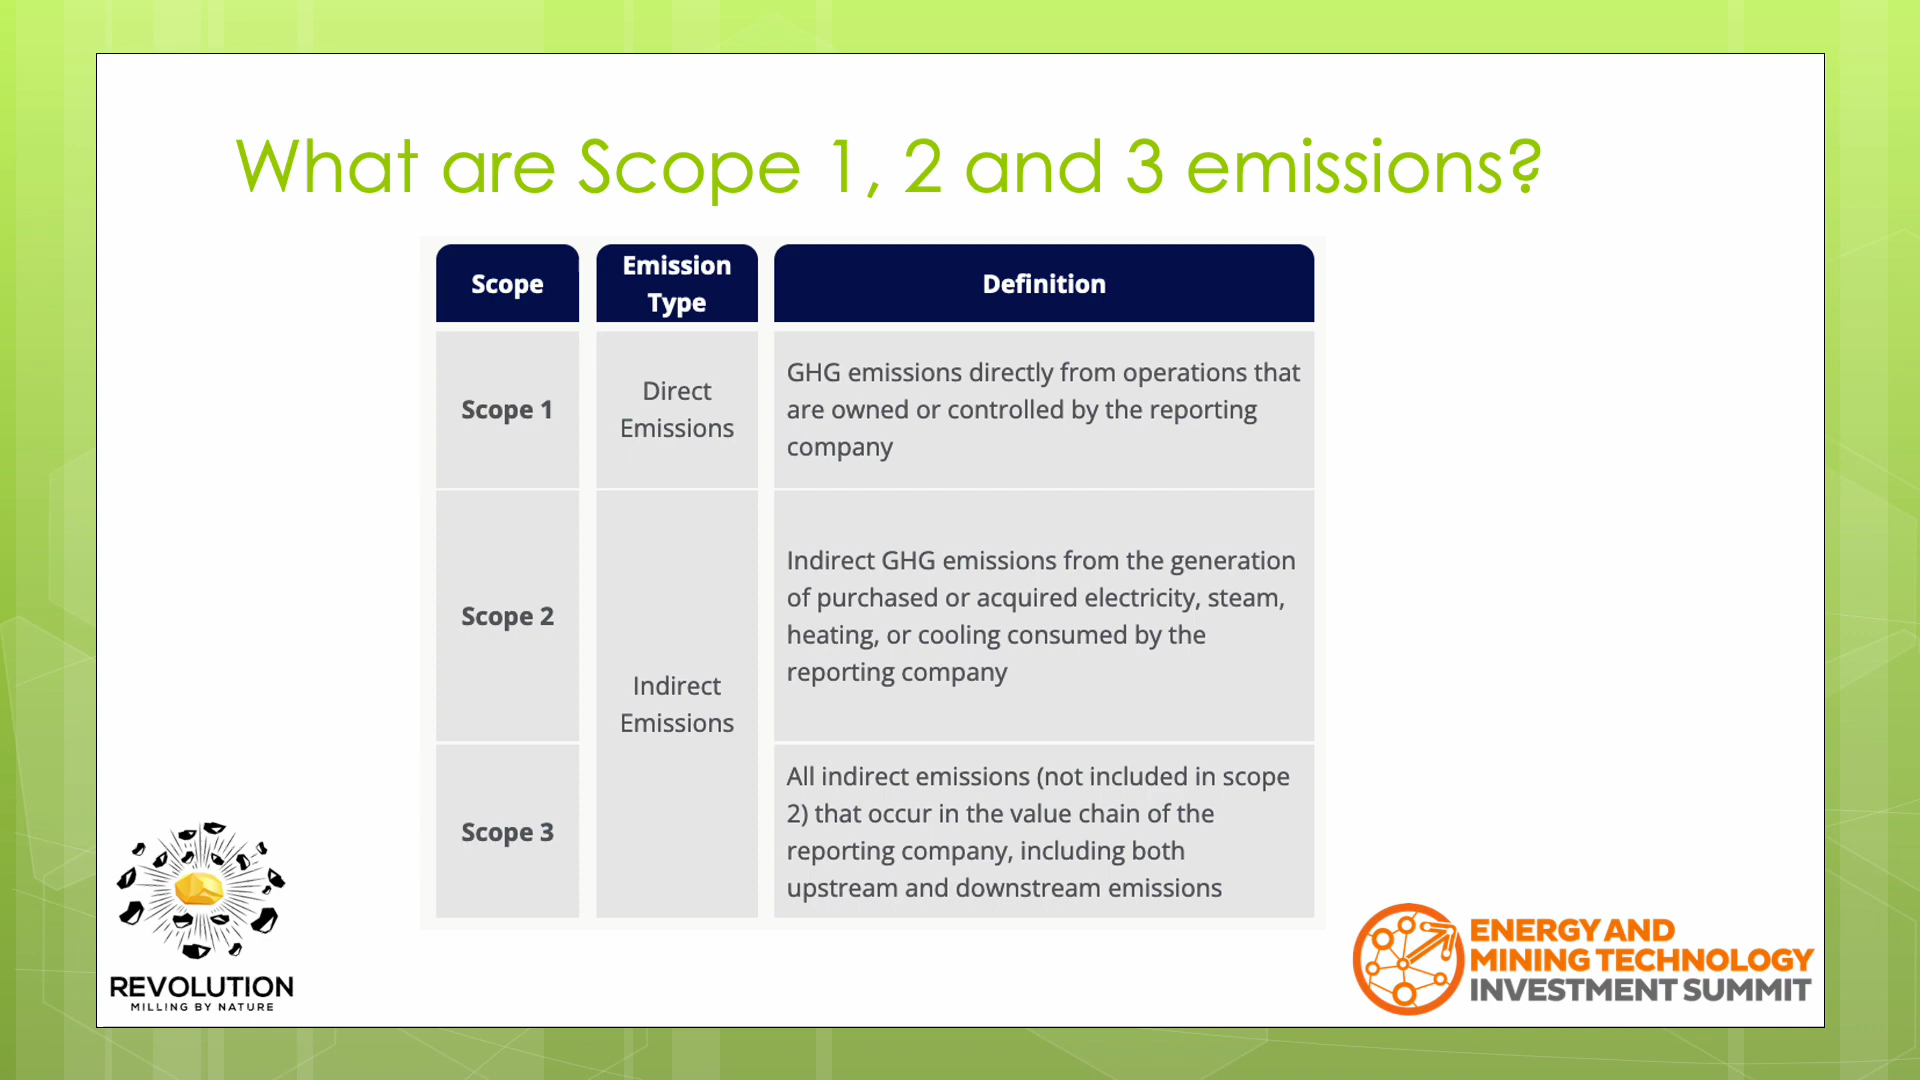 What are Scope 1, 2 and 3 emissions?
Scope
Emission
Type
Definition
Scope 1
Direct
Emissions
GHG emissions directly from operations that
are owned or controlled by the reporting
company
Scope 2
Indirect
Emissions
Indirect GHG emissions from the generation
of purchased or acquired electricity, steam,
heating, or cooling consumed by the
reporting company
Scope 3
All indirect emissions (not included in scope
2) that occur in the value chain of the
reporting company, including both
upstream and downstream emissions
REVOLUTION
MILLING BY NATURE
ENERGY AND
MINING TECHNOLOGY
INVESTMENT SUMMIT